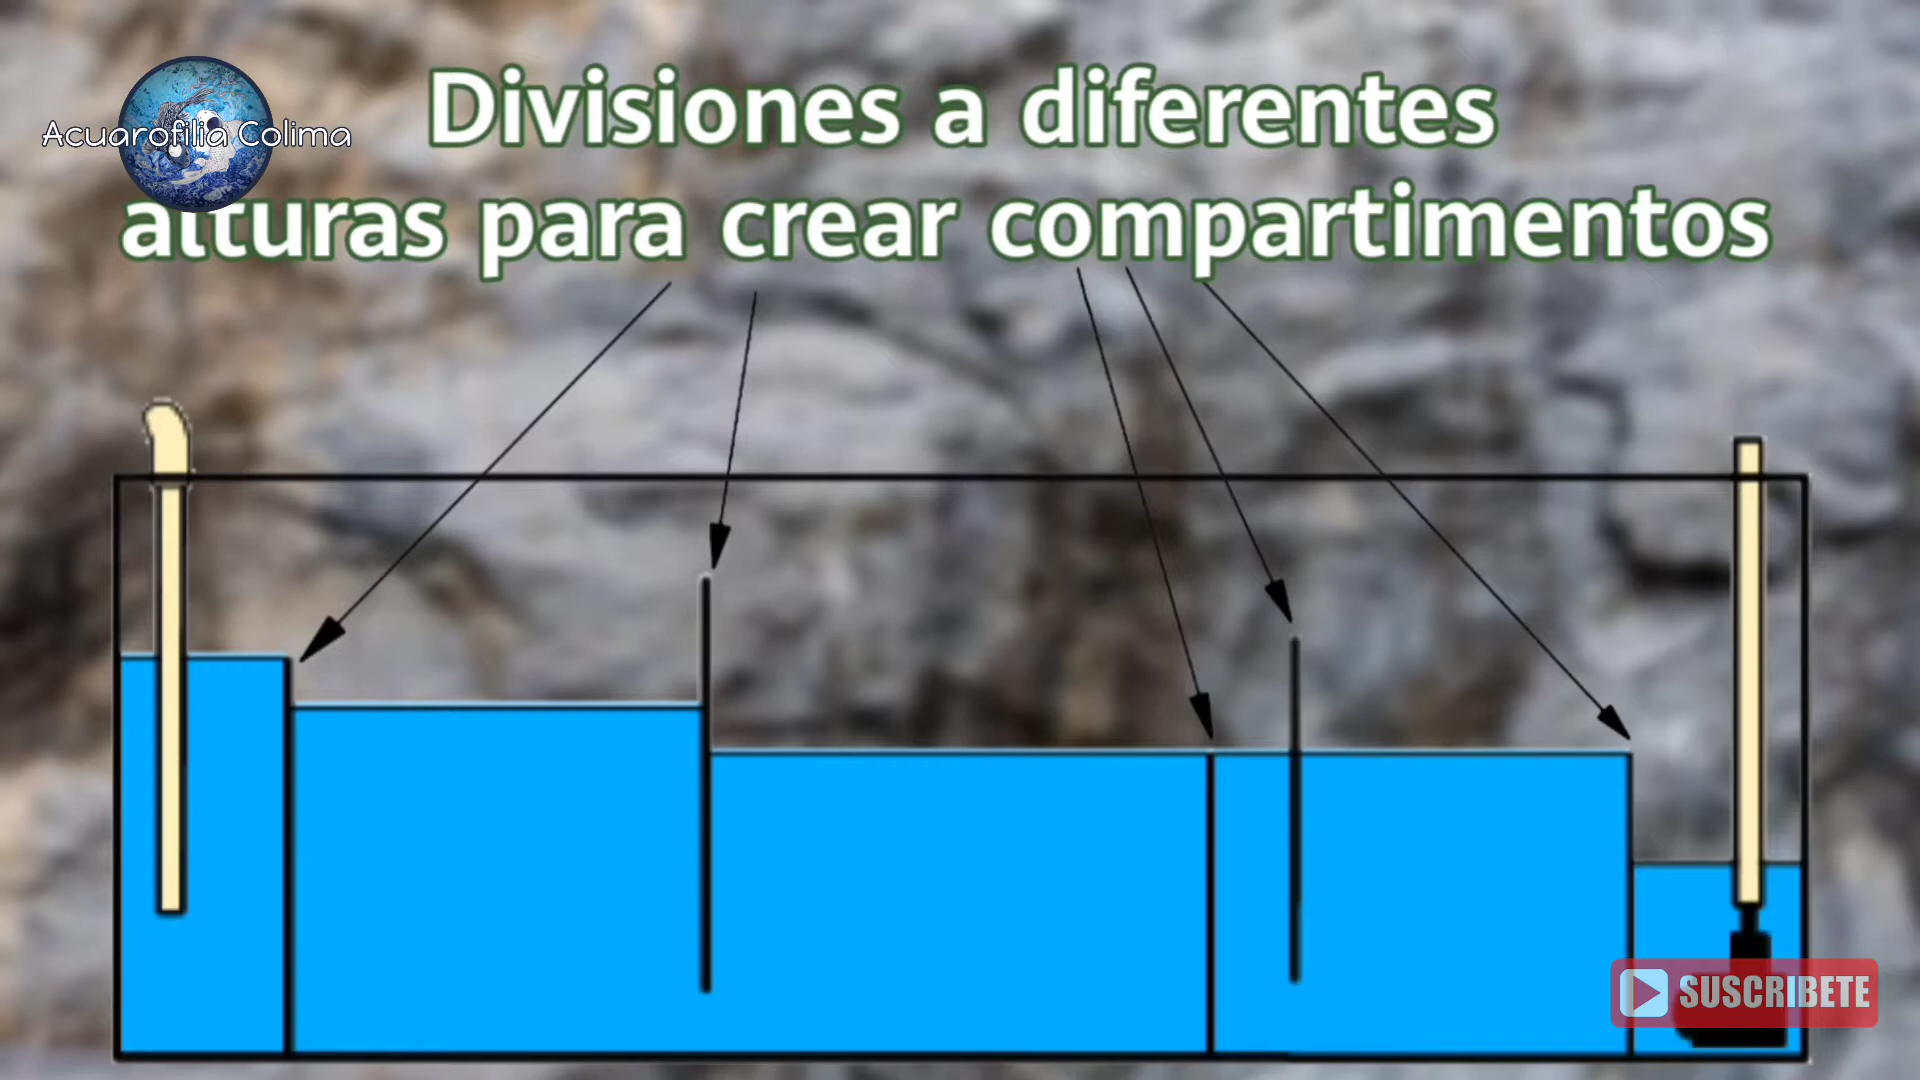 Divisiones a diferentes
Acuarofilia Colima
alturas para crear compartimentos
SUSCRIBETE